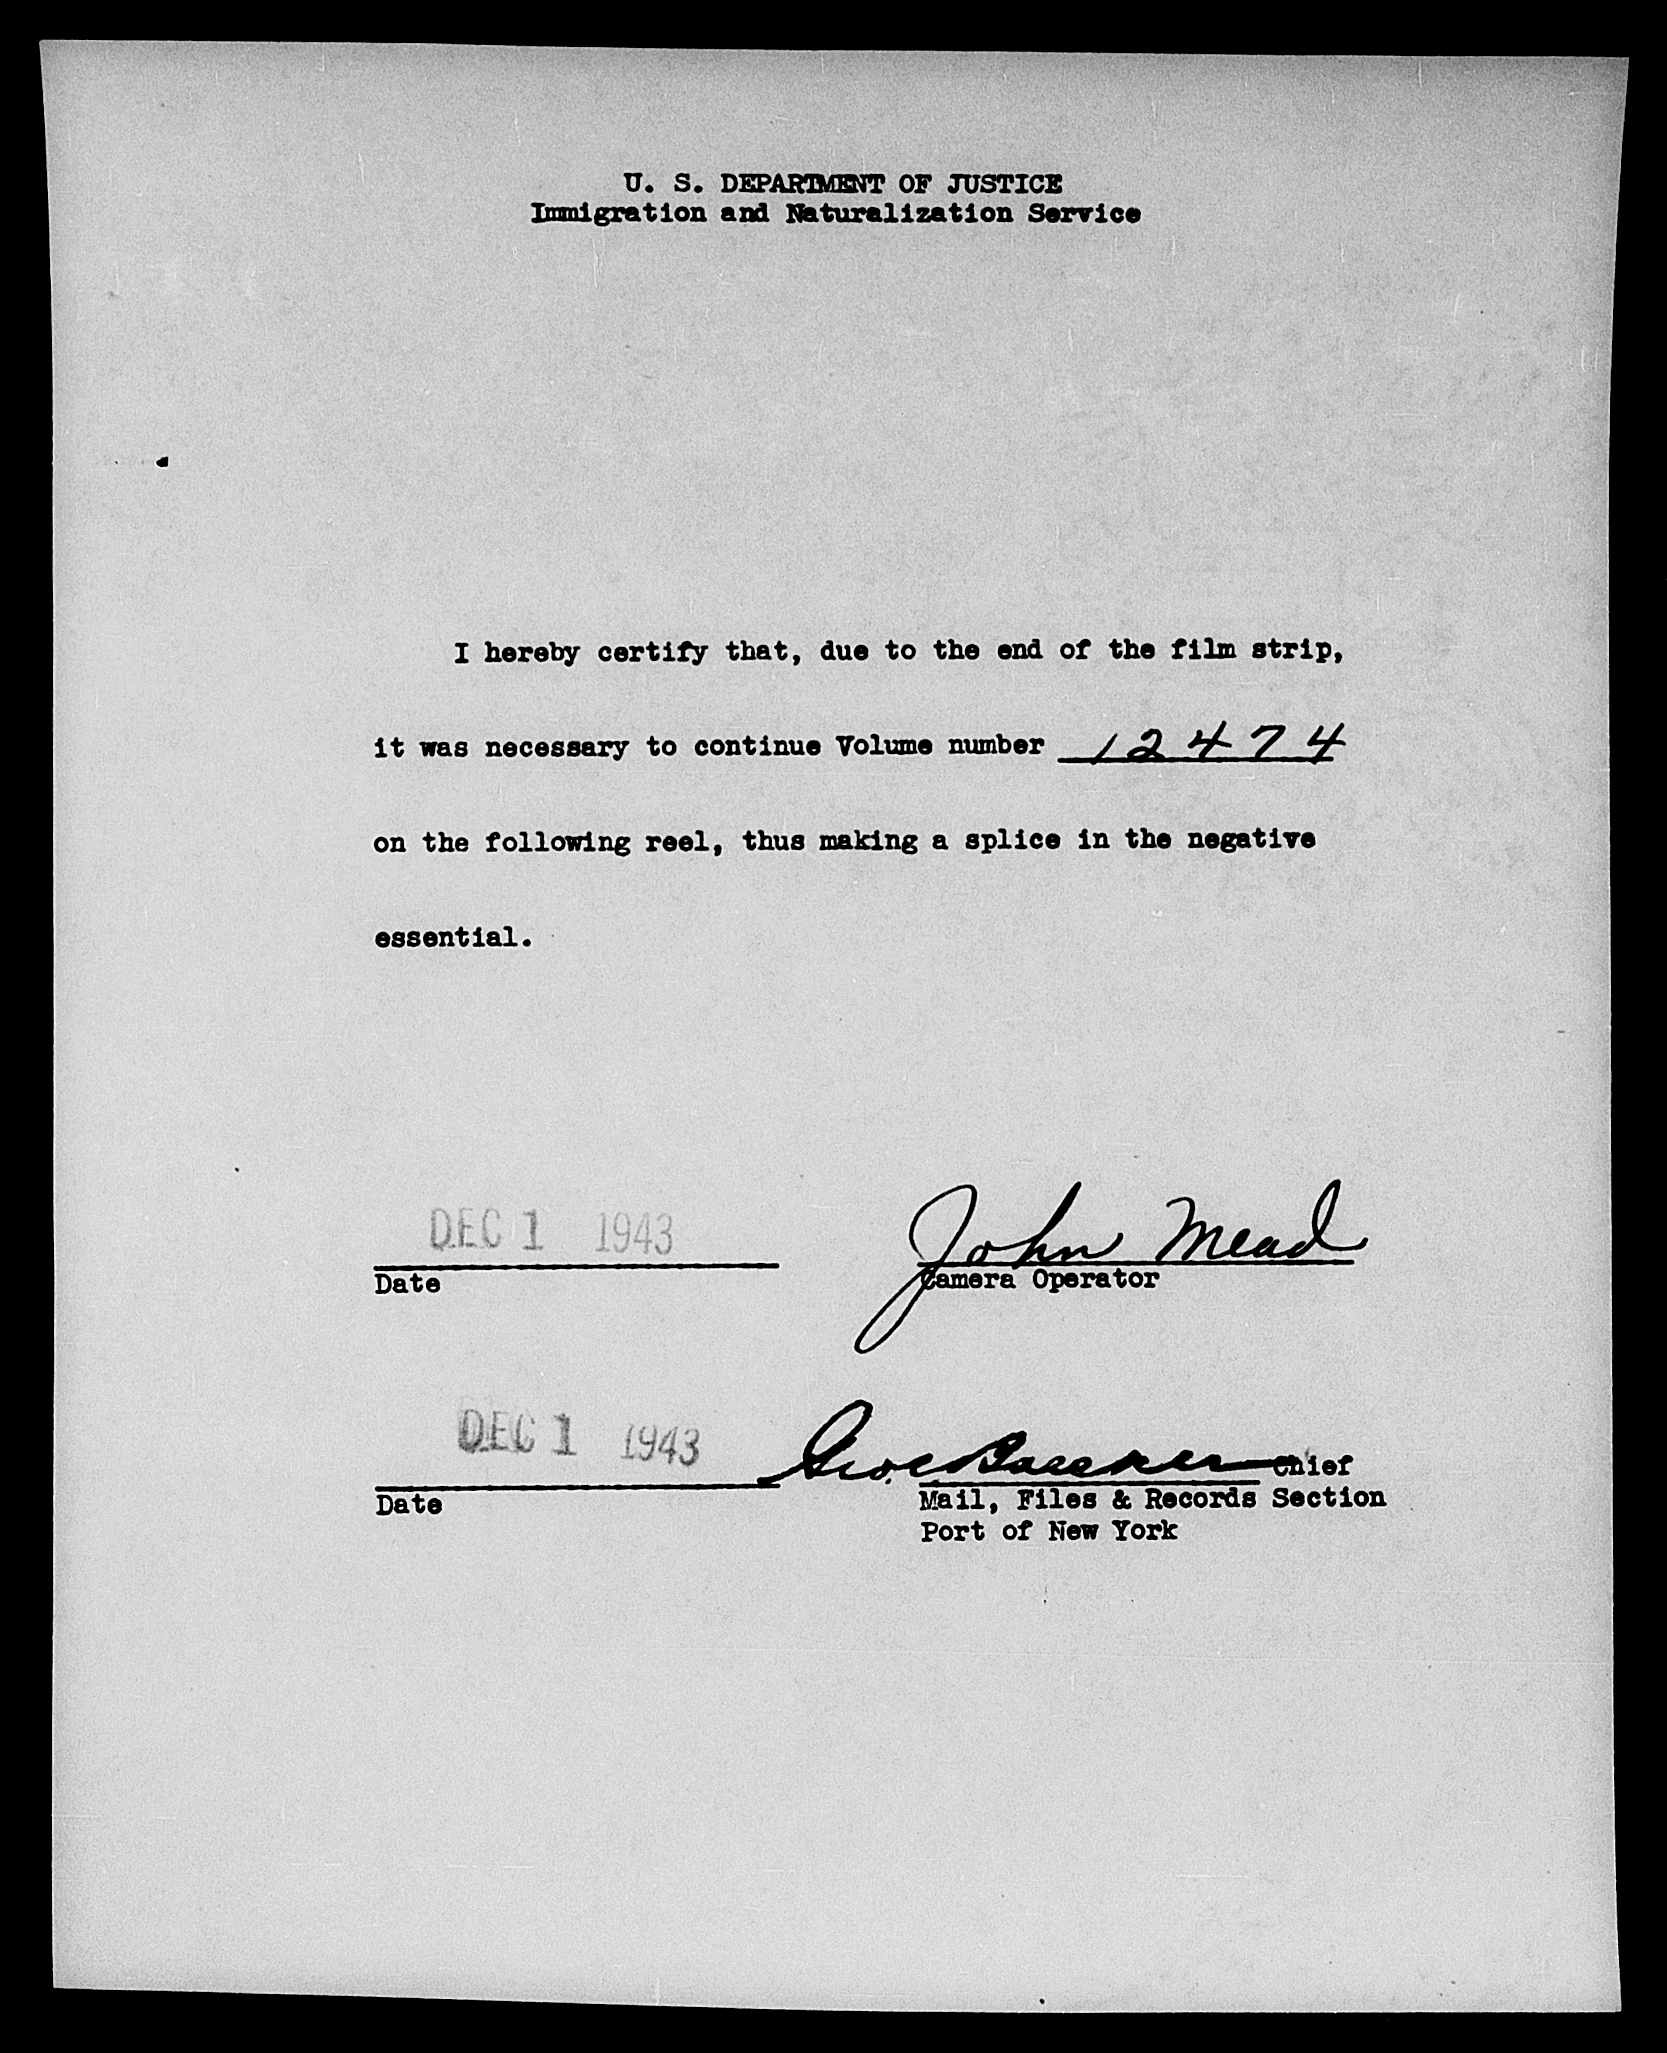 U. S. DEPARTMENT OF JUSTICE
Immigration and Naturalization Service
I hereby certify that, due to the end of the film strip,
it was necessary to continue Volume number 12474
on the following reel, thus making a splice in the negative
essential.
DEC 1 1943 John Mead
Date Camera Operator
DEC 1 1943 Chief
Date Mail, Files & Records Section
Port of New York